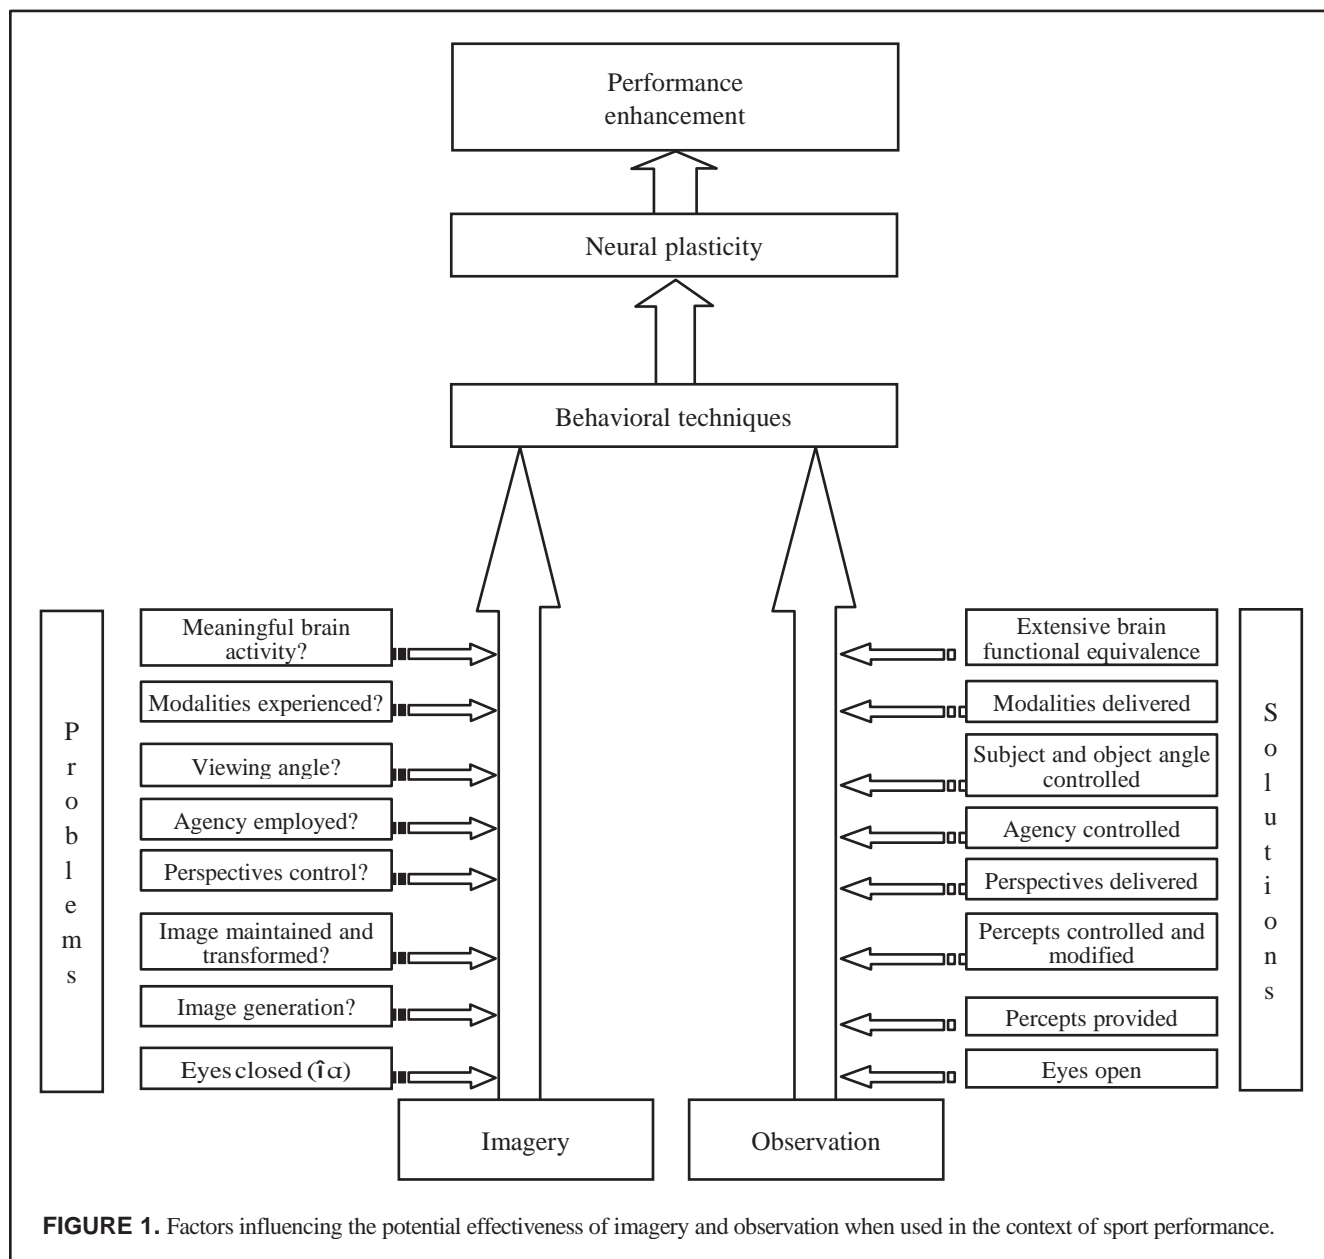 Performance
enhancement
Neural plasticity
Behavioral techniques
Problems
Meaningful brain
activity?
Modalities experienced?
Viewing angle?
Agency employed?
Perspectives control?
Image maintained and
transformed?
Image generation?
Eyes closed (îα)
Imagery
Extensive brain
functional equivalence
Modalities delivered
Subject and object angle
controlled
Agency controlled
Perspectives delivered
Percepts controlled and
modified
Percepts provided
Eyes open
Observation
Solutions
FIGURE 1. Factors influencing the potential effectiveness of imagery and observation when used in the context of sport performance.